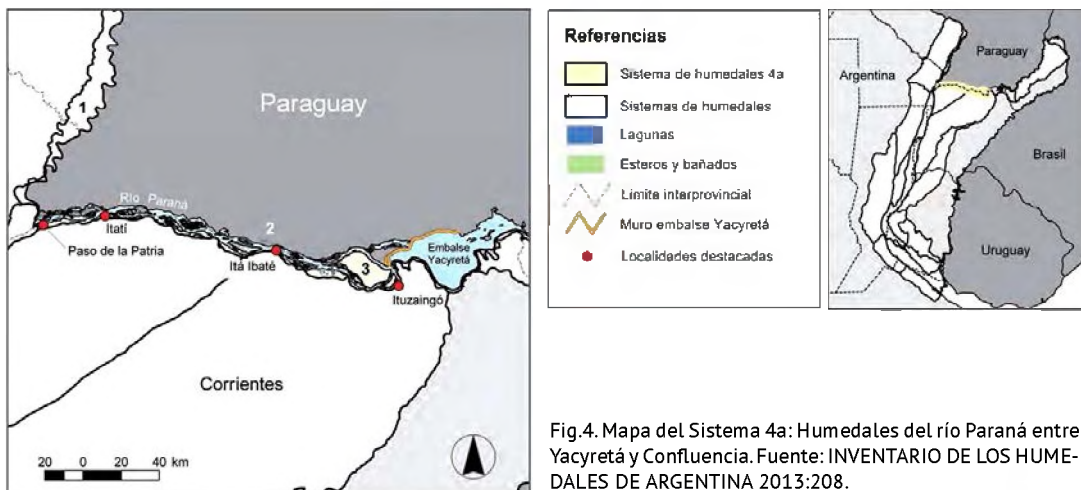 Paraguay
1
Río Paraná
Itatí
Paso de la Patria
2
Itá Ibaté
3
Embalse
Yacyretá
Ituzaingó
Corrientes
20 0 20 40 km
Referencias
Sistema de humedales 4a
Sistemas de humedales
Lagunas
Esteros y bañados
Límite interprovincial
Muro embalse Yacyretá
Localidades destacadas
Paraguay
Argentina
Brasil
Uruguay
Fig.4. Mapa del Sistema 4a: Humedales del río Paraná entre
Yacyretá y Confluencia. Fuente: INVENTARIO DE LOS HUME-
DALES DE ARGENTINA 2013:208.